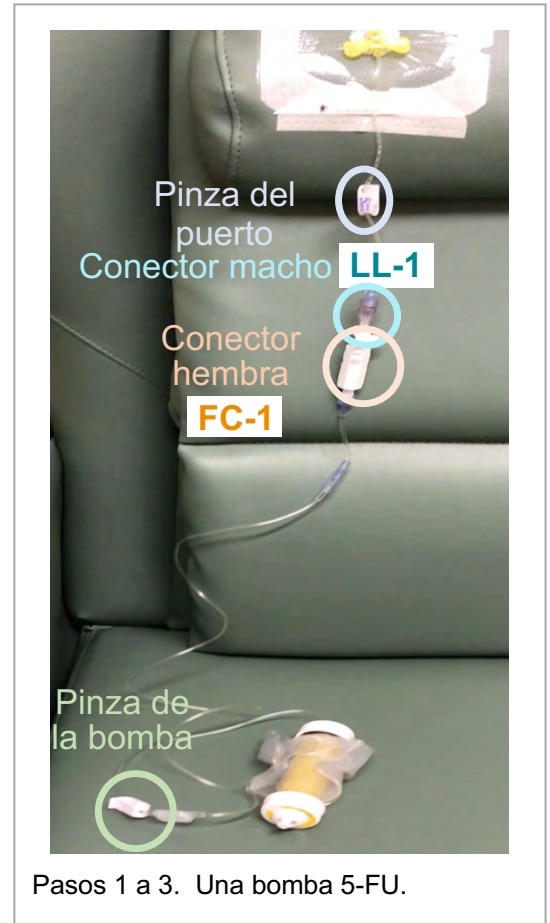 Pinza del
puerto
Conector macho LL-1
Conector
hembra
FC-1
Pinza de
la bomba
Pasos 1 a 3. Una bomba 5-FU.